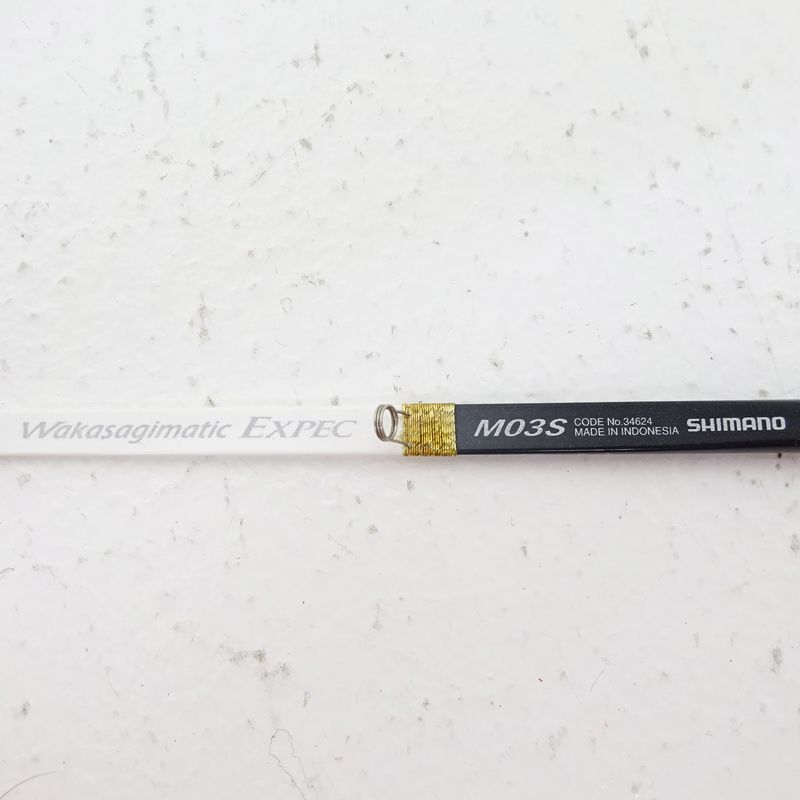 Wakasagimatic EXPEC
M03S
CODE No.34624
MADE IN INDONESIA
SHIMANO